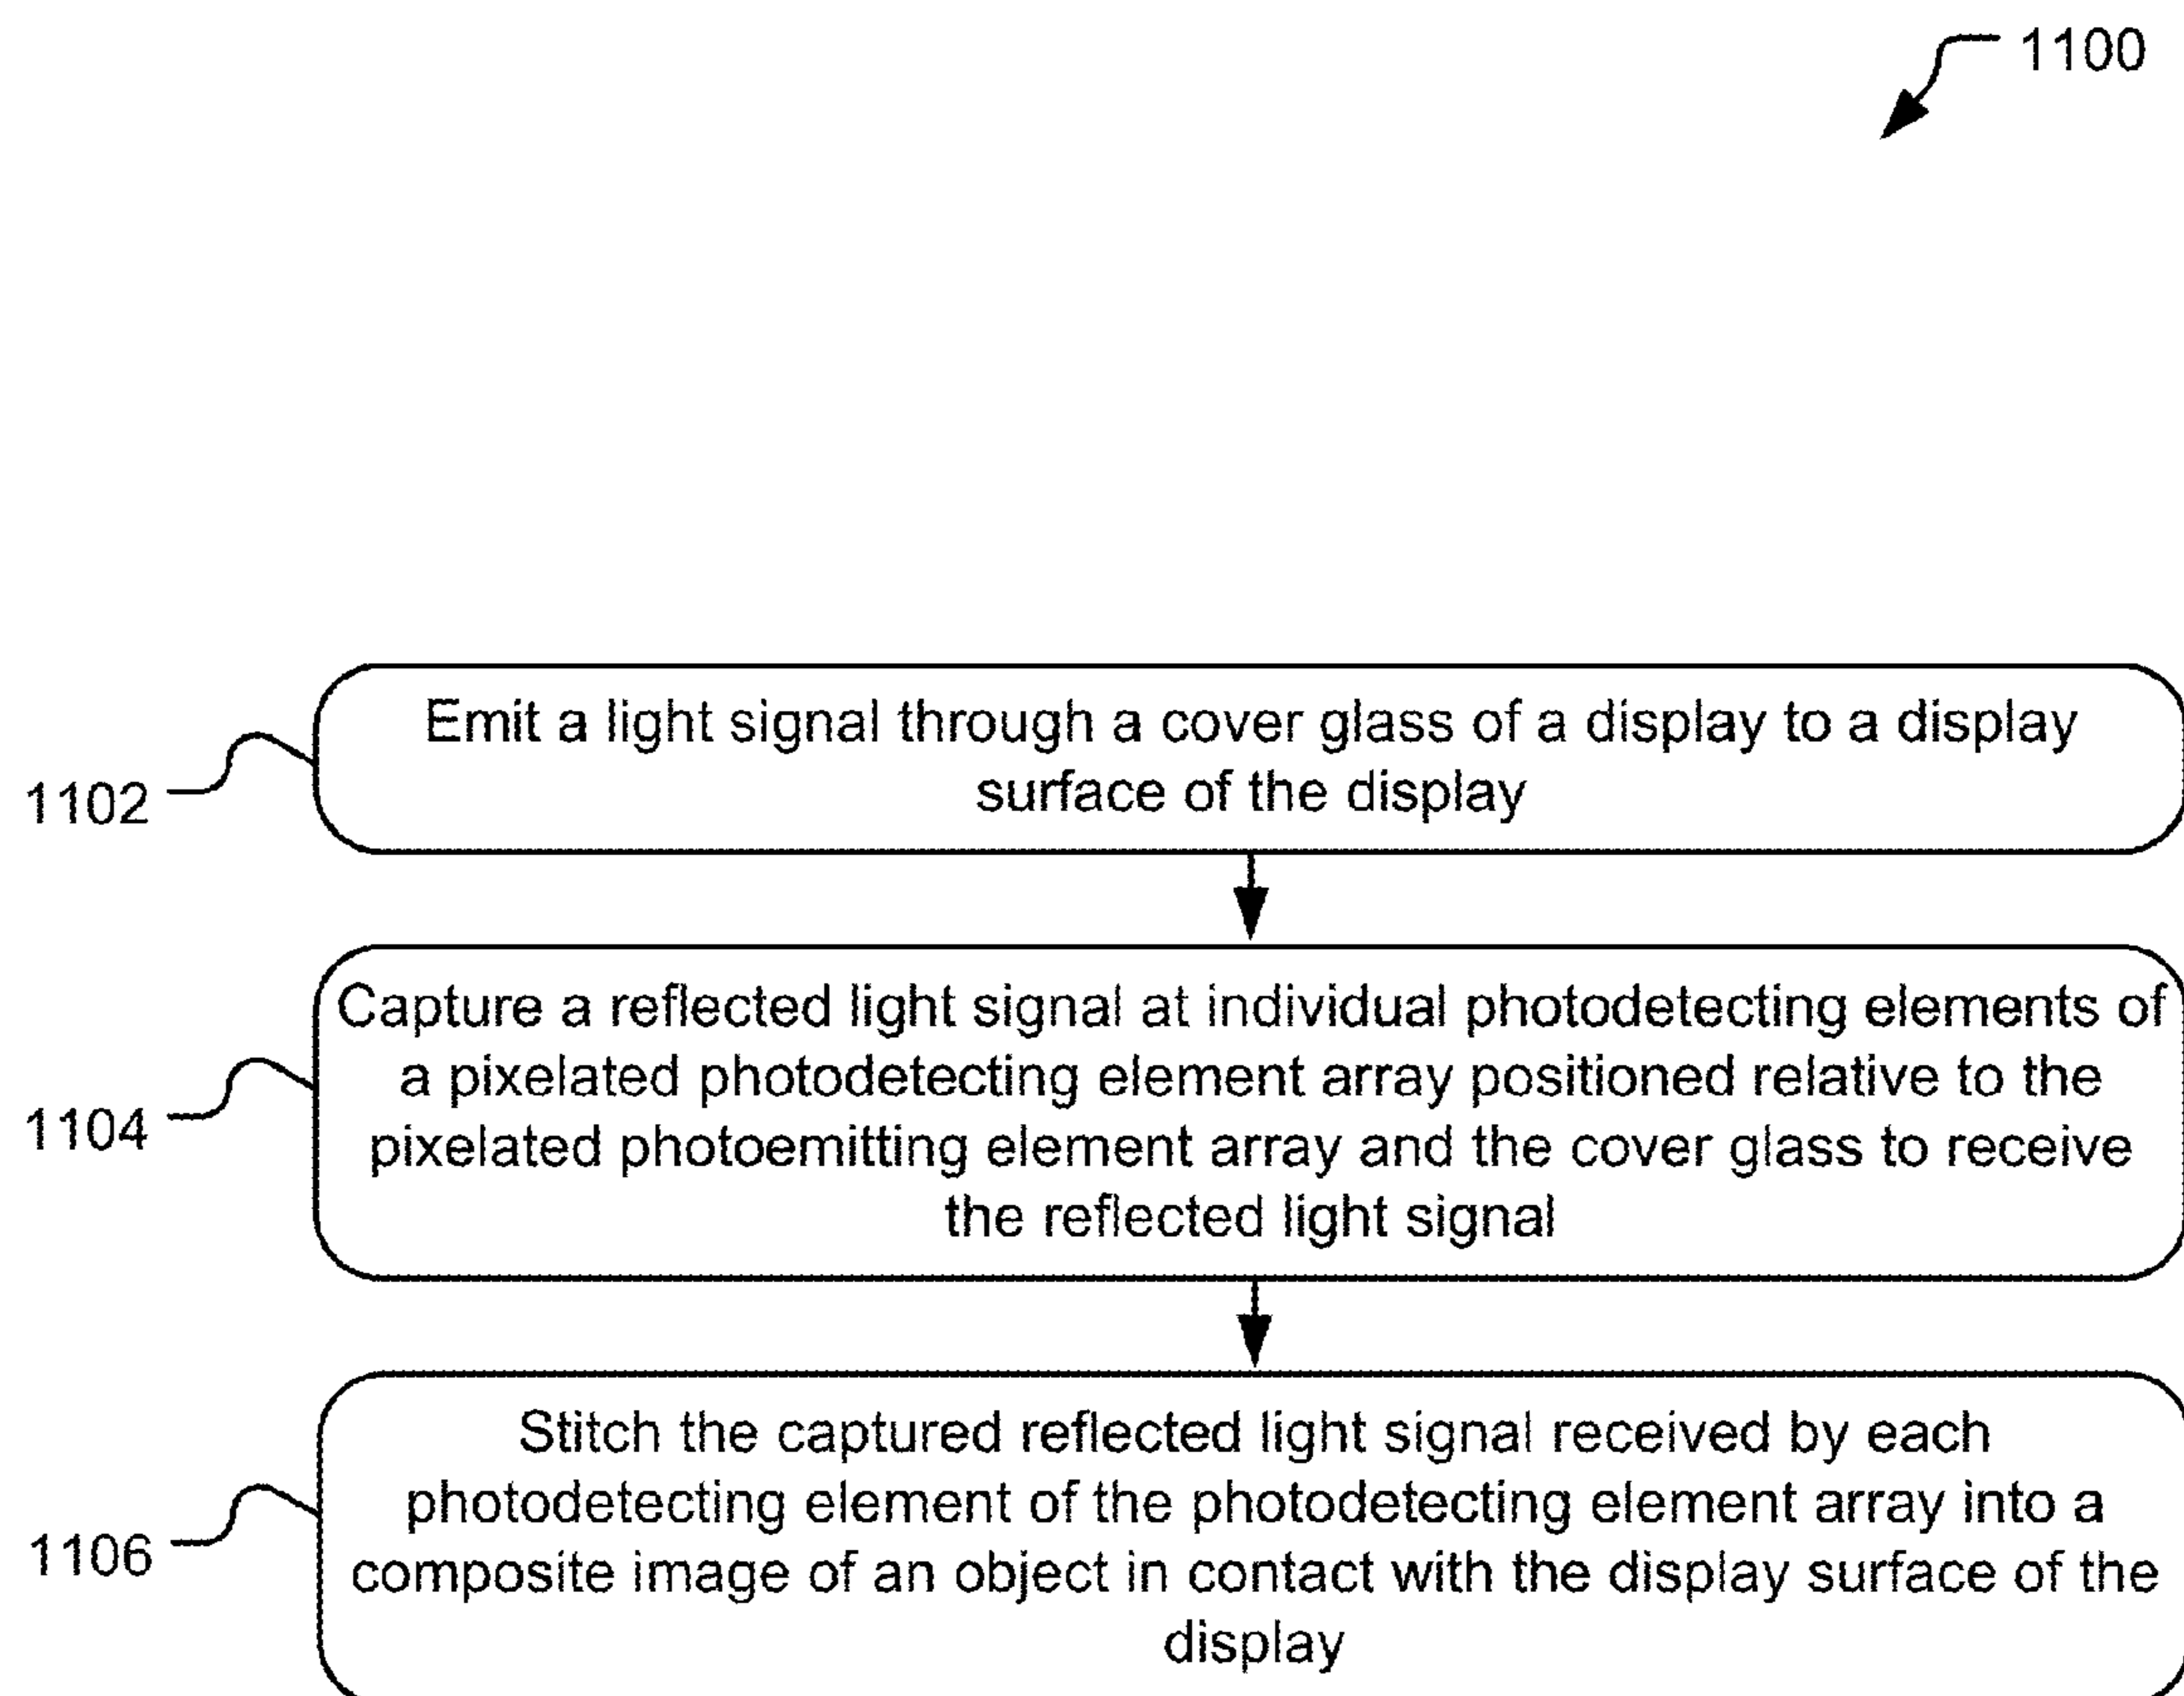 1100
Emit a light signal through a cover glass of a display to a display
surface of the display
1102
Capture a reflected light signal at individual photodetecting elements of
a pixelated photodetecting element array positioned relative to the
pixelated photoemitting element array and the cover glass to receive
the reflected light signal
1104
Stitch the captured reflected light signal received by each
photodetecting element of the photodetecting element array into a
composite image of an object in contact with the display surface of the
display
1106